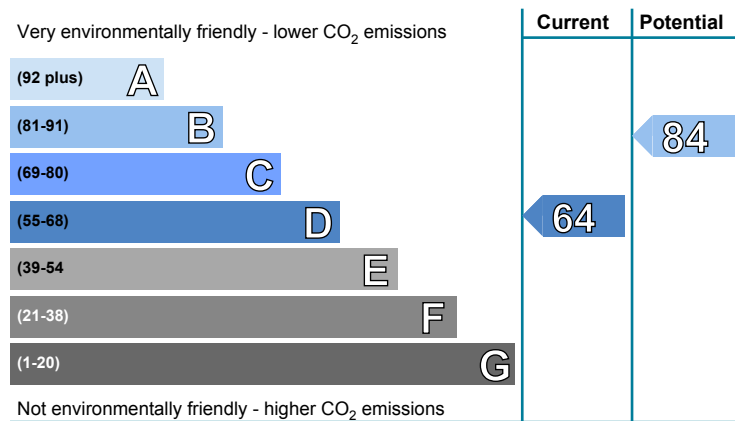 Very environmentally friendly - lower CO2 emissions
Current
Potential
(92 plus) A
(81-91) B
84
(69-80) C
(55-68) D
64
(39-54 E
(21-38) F
(1-20) G
Not environmentally friendly - higher CO2 emissions